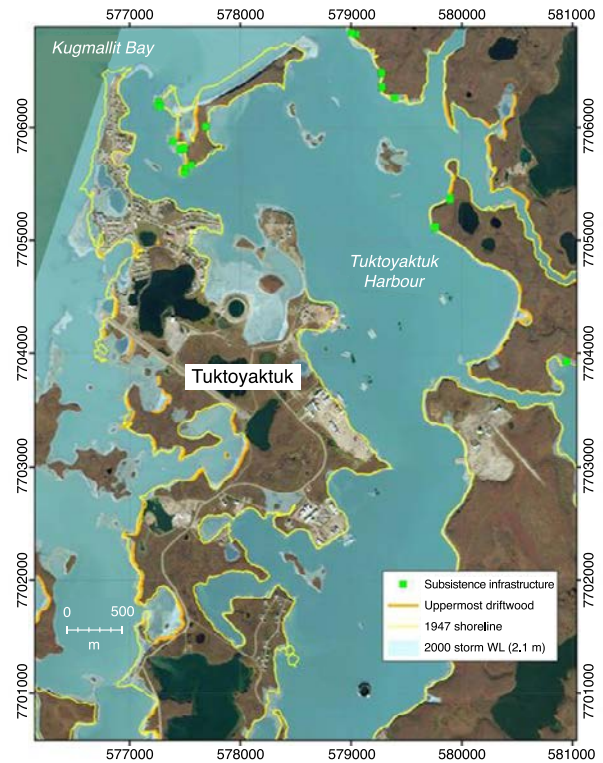 577000 578000 579000 580000 581000
Kugmallit Bay
7706000
7706000
7705000
7705000
Tuktoyaktuk
Harbour
7704000
7704000
Tuktoyaktuk
7703000
7703000
Subsistence infrastructure
Uppermost driftwood
1947 shoreline
2000 storm WL (2.1 m)
7702000
7702000
0 500
m
7701000
7701000
577000 578000 579000 580000 581000